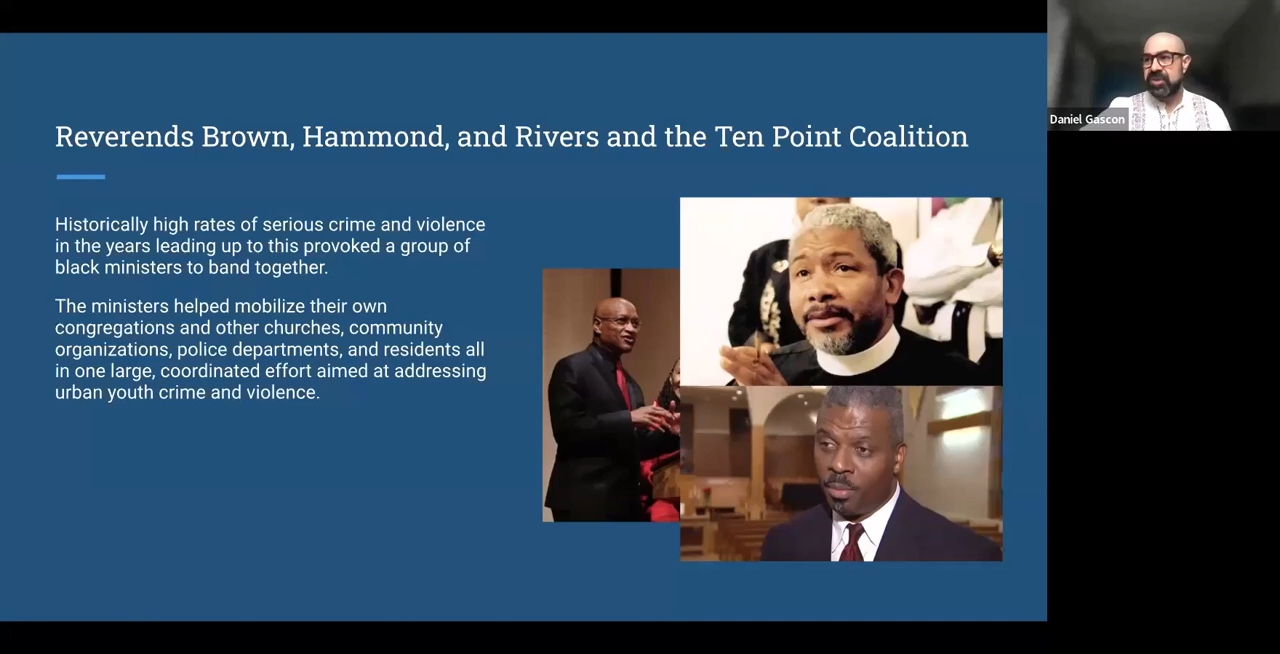 Reverends Brown, Hammond, and Rivers and the Ten Point Coalition
Historically high rates of serious crime and violence
in the years leading up to this provoked a group of
black ministers to band together.
The ministers helped mobilize their own
congregations and other churches, community
organizations, police departments, and residents all
in one large, coordinated effort aimed at addressing
urban youth crime and violence.
Daniel Gascon